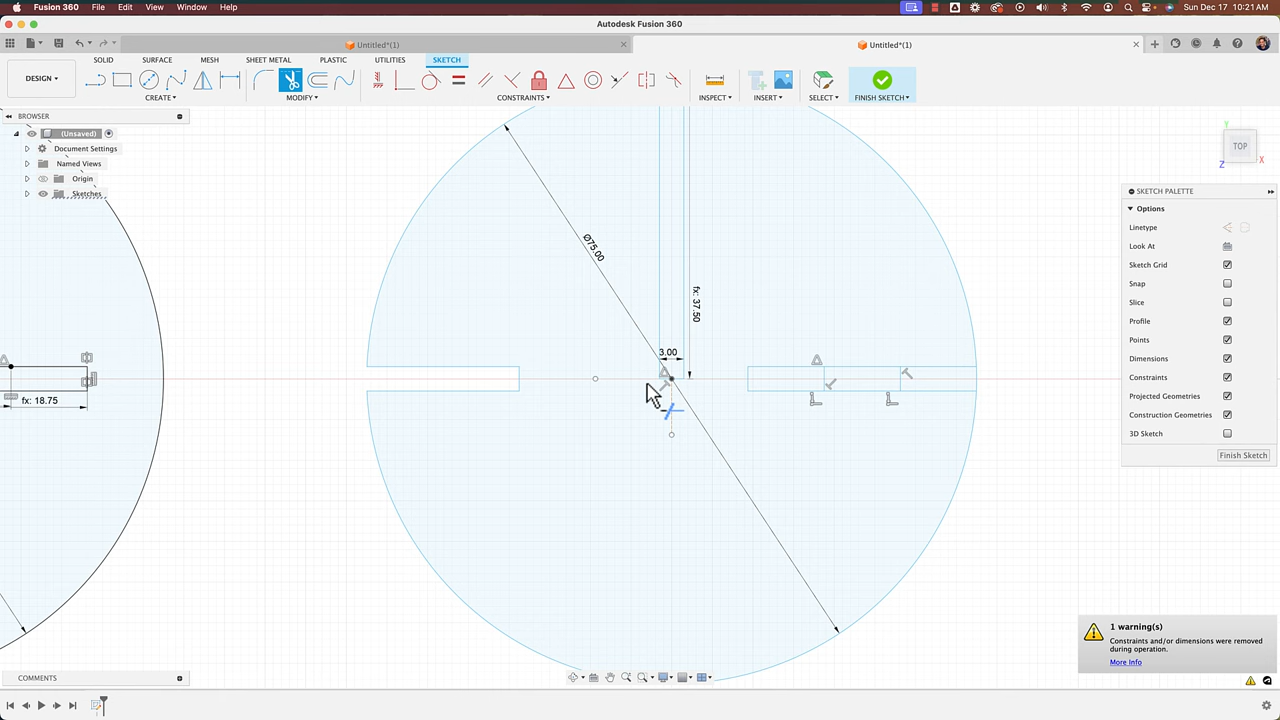 Fusion 360 File Edit View Window Help Sun Dec 17 10:21 AM
Autodesk Fusion 360
Untitled*(1) Untitled*(1)
SOLID SURFACE MESH SHEET METAL PLASTIC UTILITIES SKETCH
DESIGN
CREATE MODIFY CONSTRAINTS INSPECT INSERT SELECT FINISH SKETCH
BROWSER
(Unsaved)
Document Settings
Named Views
Origin
Sketches
TOP
Y
X
Z
SKETCH PALETTE
Options
Linetype
Look At
Sketch Grid
Snap
Slice
Profile
Points
Dimensions
Constraints
Projected Geometries
Construction Geometries
3D Sketch
Finish Sketch
Ø75.00
fx: 37.50
3.00
fx: 18.75
1 warning(s)
Constraints and/or dimensions were removed
during operation.
More Info
COMMENTS